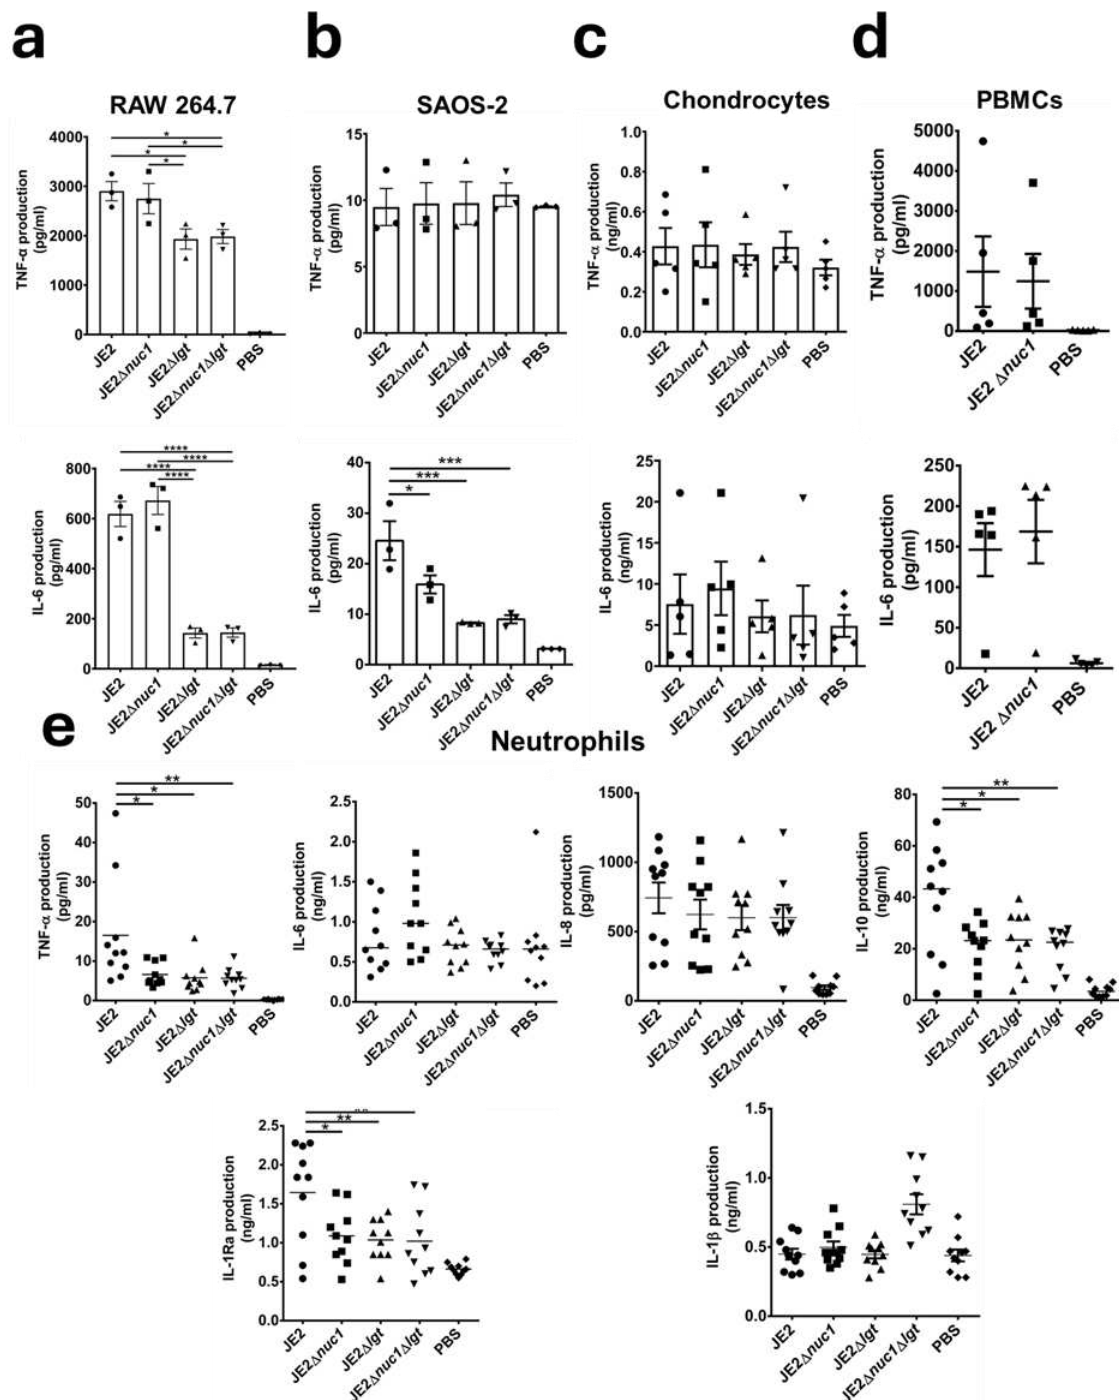 a
b
c
d
RAW 264.7
SAOS-2
Chondrocytes
PBMCs
TNF-α production
(pg/ml)
4000
3000
2000
1000
0
*
*
*
*
JE2
JE2Δnuc1
JE2Δlgt
JE2Δnuc1Δlgt
PBS
TNF-α production
(pg/ml)
15
10
5
0
JE2
JE2Δnuc1
JE2Δlgt
JE2Δnuc1Δlgt
PBS
TNF-α production
(ng/ml)
1.0
0.8
0.6
0.4
0.2
0.0
JE2
JE2Δnuc1
JE2Δlgt
JE2Δnuc1Δlgt
PBS
TNF-α production
(pg/ml)
5000
4000
3000
2000
1000
0
JE2
JE2 Δnuc1
PBS
IL-6 production
(pg/ml)
800
600
400
200
0
****
****
****
****
JE2
JE2Δnuc1
JE2Δlgt
JE2Δnuc1Δlgt
PBS
IL-6 production
(pg/ml)
40
30
20
10
0
***
***
*
JE2
JE2Δnuc1
JE2Δlgt
JE2Δnuc1Δlgt
PBS
IL-6 production
(ng/ml)
25
20
15
10
5
0
JE2
JE2Δnuc1
JE2Δlgt
JE2Δnuc1Δlgt
PBS
IL-6 production
(pg/ml)
250
200
150
100
50
0
JE2
JE2 Δnuc1
PBS
e
Neutrophils
TNF-α production
(pg/ml)
50
40
30
20
10
0
**
*
*
JE2
JE2Δnuc1
JE2Δlgt
JE2Δnuc1Δlgt
PBS
IL-6 production
(ng/ml)
2.5
2.0
1.5
1.0
0.5
0.0
JE2
JE2Δnuc1
JE2Δlgt
JE2Δnuc1Δlgt
PBS
IL-8 production
(pg/ml)
1500
1000
500
0
JE2
JE2Δnuc1
JE2Δlgt
JE2Δnuc1Δlgt
PBS
IL-10 production
(ng/ml)
80
60
40
20
0
**
*
*
JE2
JE2Δnuc1
JE2Δlgt
JE2Δnuc1Δlgt
PBS
IL-1Ra production
(ng/ml)
2.5
2.0
1.5
1.0
0.5
0.0
**
*
JE2
JE2Δnuc1
JE2Δlgt
JE2Δnuc1Δlgt
PBS
IL-1β production
(ng/ml)
1.5
1.0
0.5
0.0
JE2
JE2Δnuc1
JE2Δlgt
JE2Δnuc1Δlgt
PBS